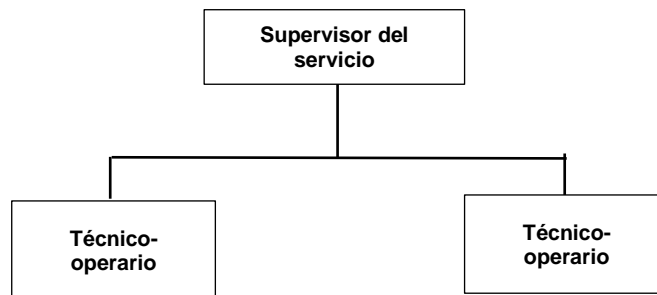 Supervisor del
servicio
Técnico-
operario
Técnico-
operario